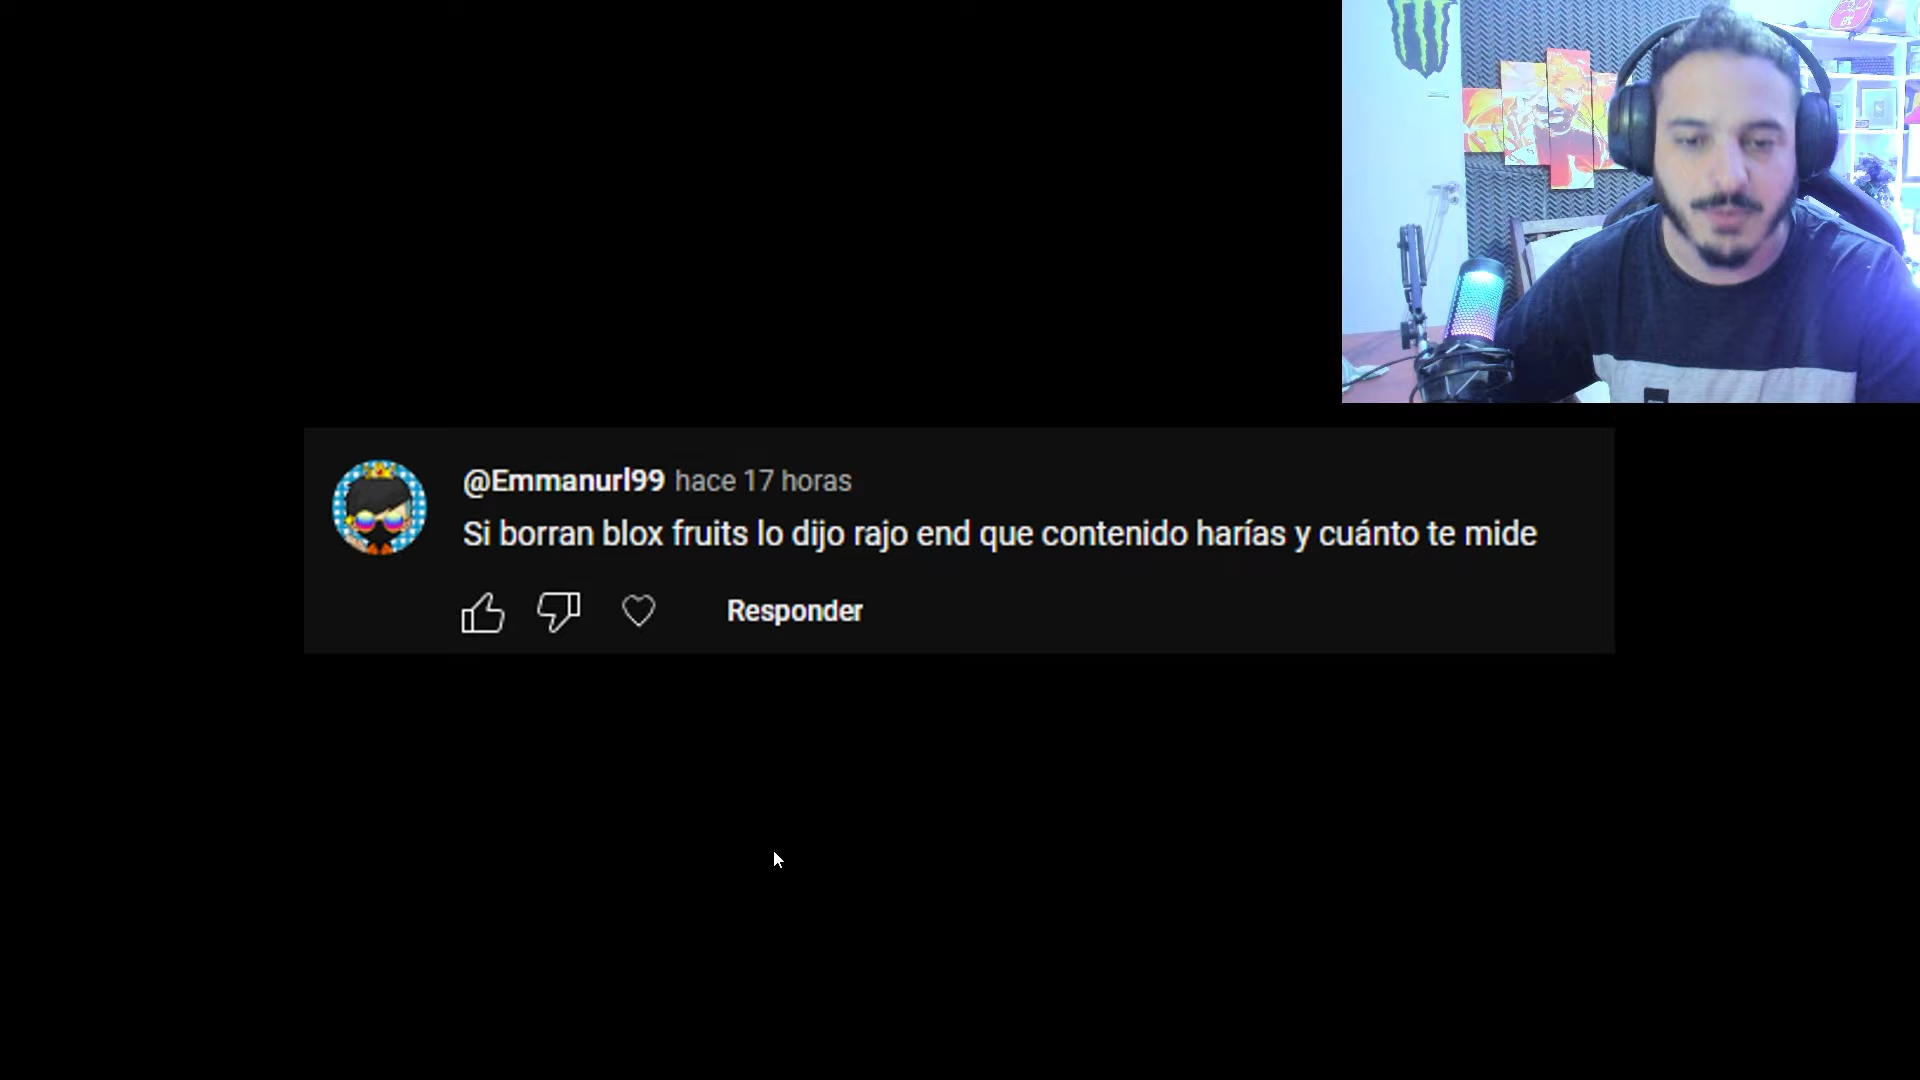 @Emmanurl99 hace 17 horas
Si borran blox fruits lo dijo rajo end que contenido harías y cuánto te mide
Responder